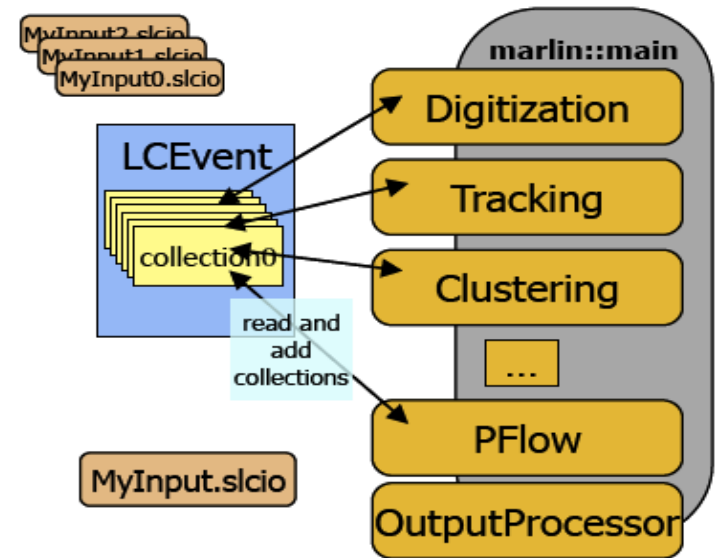 MyInput2.slcio
MyInput1.slcio
MyInput0.slcio
marlin::main
Digitization
LCEvent
Tracking
collection0
Clustering
read and
add
collections
...
PFlow
MyInput.slcio
OutputProcessor